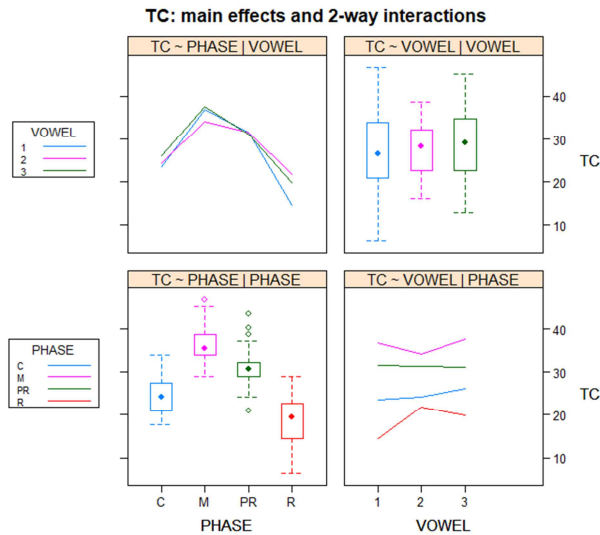 TC: main effects and 2-way interactions
TC ~ PHASE | VOWEL
TC ~ VOWEL | VOWEL
VOWEL
1
2
3
40
30
20
10
TC
TC ~ PHASE | PHASE
TC ~ VOWEL | PHASE
PHASE
C
M
PR
R
40
30
20
10
TC
C M PR R
1 2 3
PHASE
VOWEL